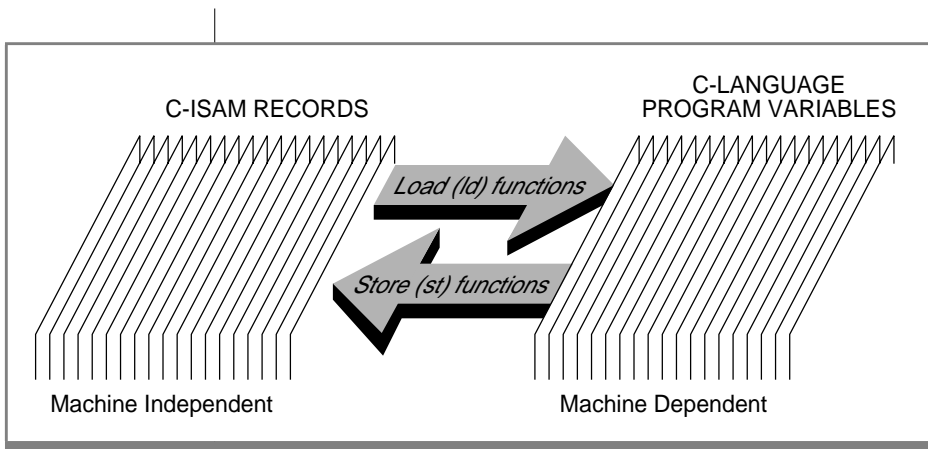 C-ISAM RECORDS
C-LANGUAGE
PROGRAM VARIABLES
Load (ld) functions
Store (st) functions
Machine Independent
Machine Dependent